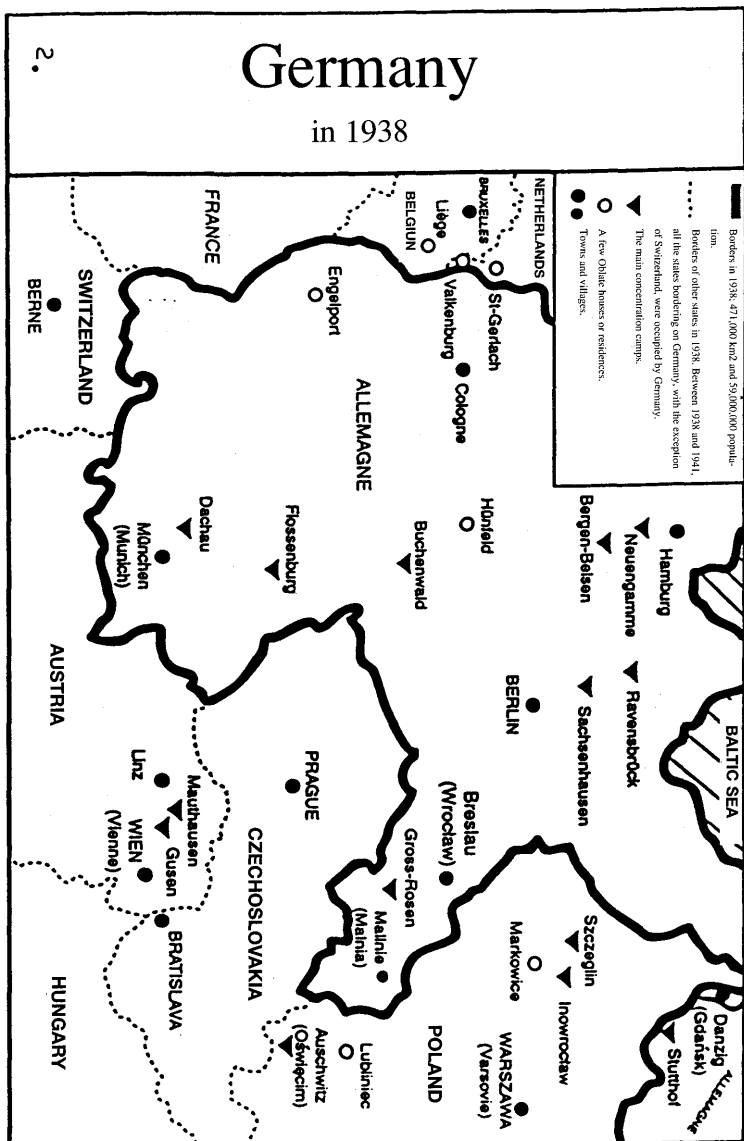 2.
Germany
in 1938
Borders in 1938; 471,000 km2 and 59,000,000 popula-
tion.
Borders of other states in 1938. Between 1938 and 1941,
all the states bordering on Germany, with the exception
of Switzerland, were occupied by Germany.
The main concentration camps.
A few Oblate houses or residences.
Towns and villages.
NETHERLANDS
BRUXELLES
Liège
BELGIUN
St-Gerlach
Valkenburg
Cologne
Engelport
FRANCE
SWITZERLAND
BERNE
ALLEMAGNE
Hamburg
Neuengamme
Bergen-Belsen
Hünfeld
Buchenwald
Flossenburg
Dachau
München
(Munich)
BALTIC SEA
Ravensbrück
Sachsenhausen
BERLIN
Breslau
(Wrocław)
Gross-Rosen
Malinie
(Malnia)
PRAGUE
CZECHOSLOVAKIA
AUSTRIA
Linz
Mauthausen
Gusen
WIEN
(Vienne)
BRATISLAVA
HUNGARY
Danzig
(Gdańsk)
Stutthof
ALLEMAGNE
Szczeglin
Inowrocław
Markowice
WARSZAWA
(Varsovie)
POLAND
Lubliniec
Auschwitz
(Oświęcim)